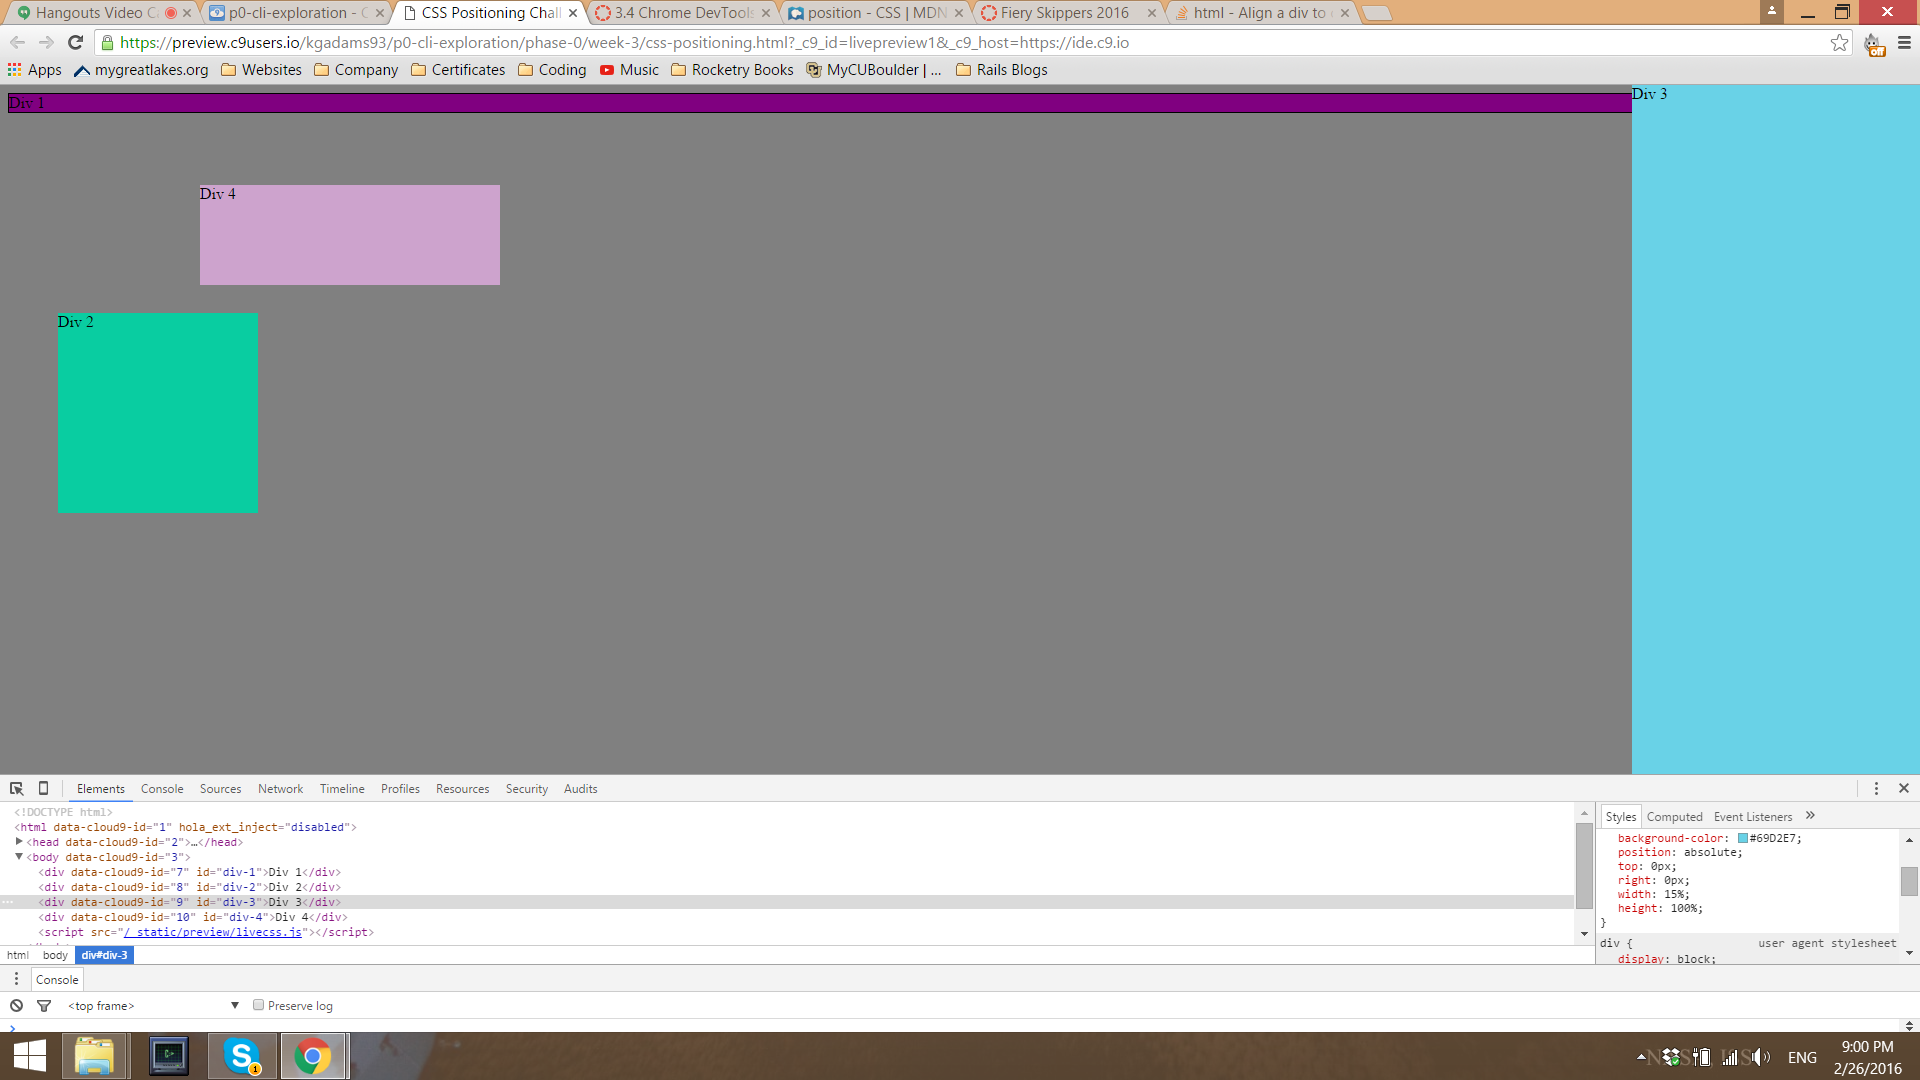 Hangouts Video C
p0-cli-exploration - C
CSS Positioning Chall
3.4 Chrome DevTools
position - CSS | MDN
Fiery Skippers 2016
html - Align a div to
https://preview.c9users.io/kgadams93/p0-cli-exploration/phase-0/week-3/css-positioning.html?_c9_id=livepreview1&_c9_host=https://ide.c9.io
off
Apps mygreatlakes.org Websites Company Certificates Coding Music Rocketry Books MyCUBoulder | ... Rails Blogs
Div 1
Div 3
Div 4
Div 2
Elements Console Sources Network Timeline Profiles Resources Security Audits
<!DOCTYPE html>
<html data-cloud9-id="1" hola_ext_inject="disabled">
<head data-cloud9-id="2">…</head>
<body data-cloud9-id="3">
<div data-cloud9-id="7" id="div-1">Div 1</div>
<div data-cloud9-id="8" id="div-2">Div 2</div>
<div data-cloud9-id="9" id="div-3">Div 3</div>
<div data-cloud9-id="10" id="div-4">Div 4</div>
<script src="/_static/preview/livecss.js"></script>
html body div#div-3
Styles Computed Event Listeners »
background-color: #69D2E7;
position: absolute;
top: 0px;
right: 0px;
width: 15%;
height: 100%;
}
div { user agent stylesheet
display: block;
Console
<top frame> ▼ Preserve log
>
S 1
ENG
9:00 PM
2/26/2016